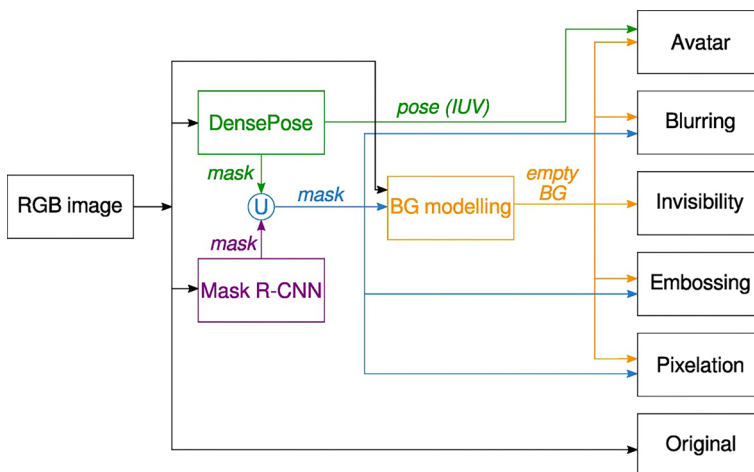 Avatar
DensePose
pose (IUV)
Blurring
mask
empty
BG
RGB image
U
mask
BG modelling
Invisibility
mask
Mask R-CNN
Embossing
Pixelation
Original